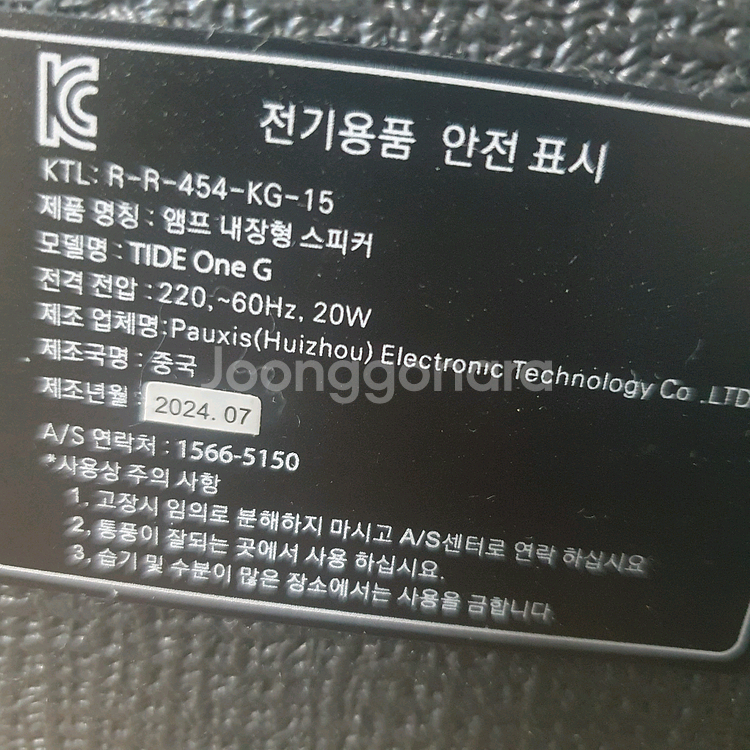 KC
전기용품 안전 표시
KTL: R-R-454-KG-15
제품 명칭 : 앰프 내장형 스피커
모델명 : TIDE One G
전격 전압 : 220,~60Hz, 20W
제조 업체명:Pauxis(Huizhou) Electronic Technology Co .,LTD
제조국명 : 중국
Joonggonara
제조년월 : 2024. 07
A/S 연락처 : 1566-5150
*사용상 주의 사항
1, 고장시 임의로 분해하지 마시고 A/S센터로 연락 하십시요
2, 통풍이 잘되는 곳에서 사용 하십시요.
3, 습기 및 수분이 많은 장소에서는 사용을 금합니다.